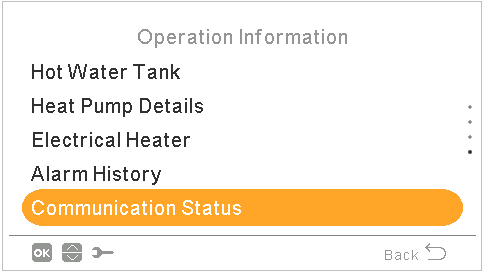 Operation Information
Hot Water Tank
Heat Pump Details
Electrical Heater
Alarm History
Communication Status
OK
Back